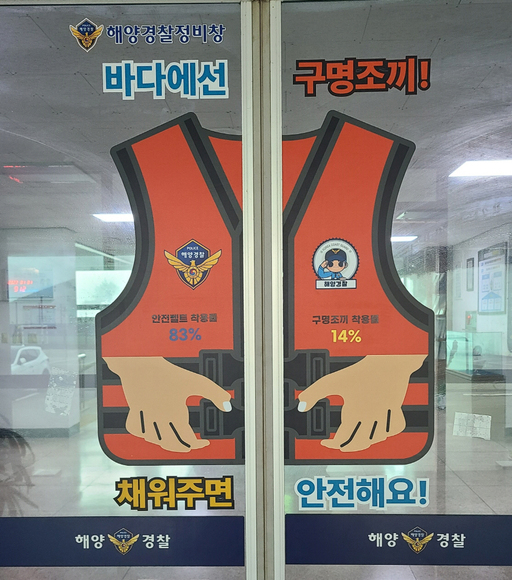 해양경찰정비창
바다에선 구명조끼!
POLICE
해양경찰
해양경찰
안전벨트 착용률
83%
구명조끼 착용률
14%
채워주면 안전해요!
해양 경찰
해양 경찰